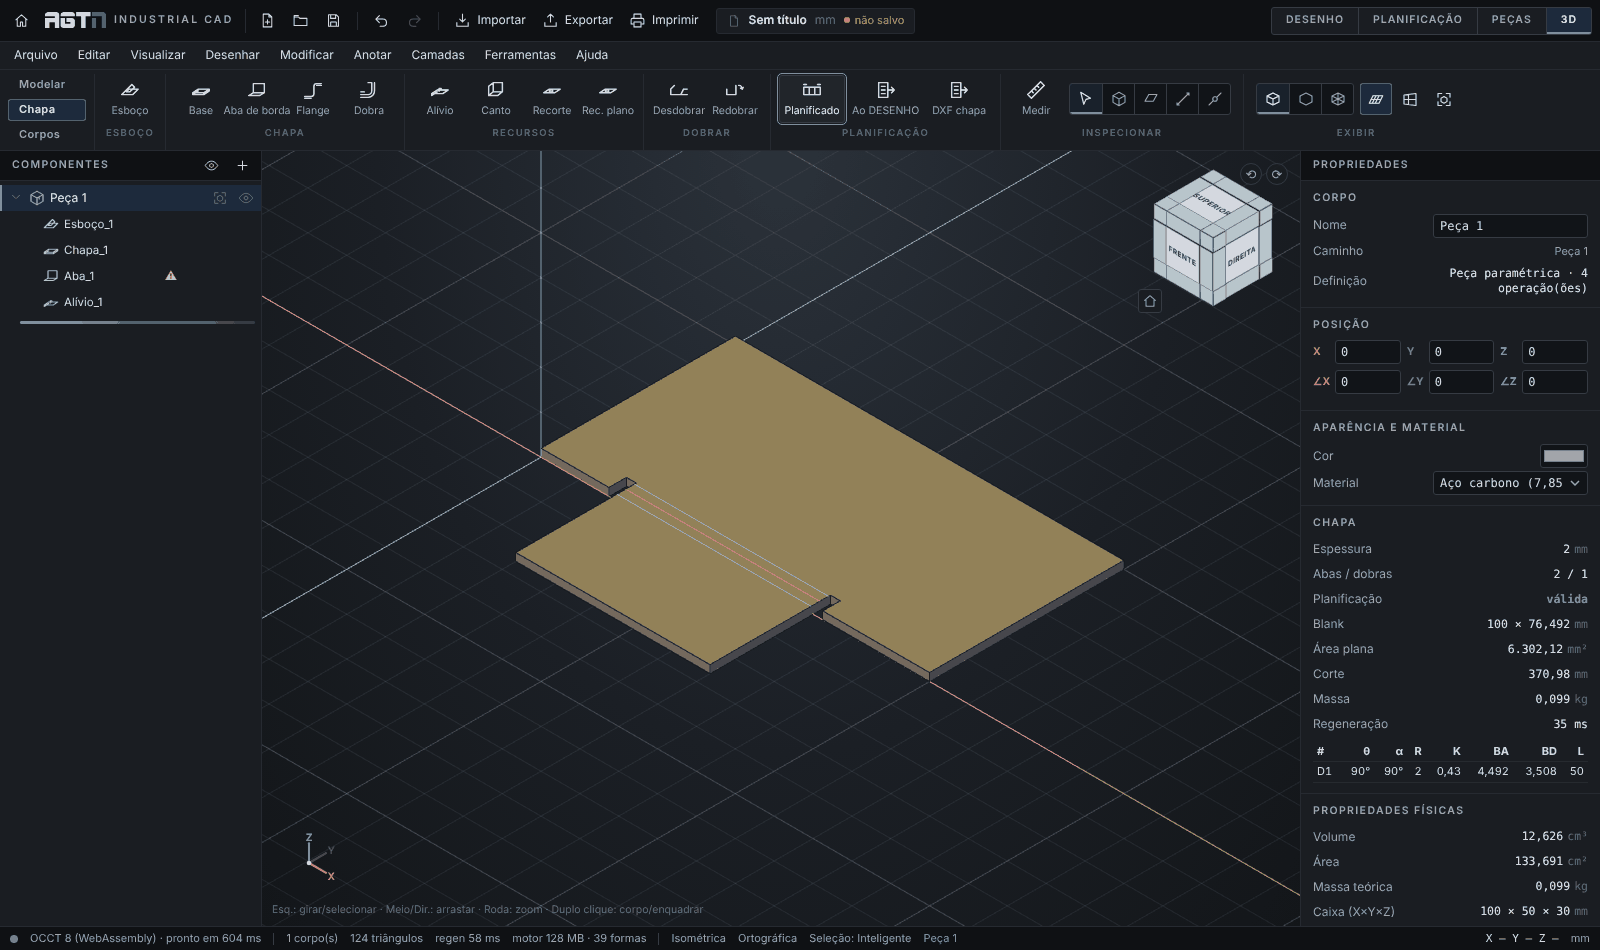 AGTN INDUSTRIAL CAD
Importar
Exportar
Imprimir
Sem título mm não salvo
DESENHO
PLANIFICAÇÃO
PEÇAS
3D
Arquivo
Editar
Visualizar
Desenhar
Modificar
Anotar
Camadas
Ferramentas
Ajuda
Modelar
Chapa
Corpos
Esboço
ESBOÇO
Base
Aba de borda
Flange
Dobra
CHAPA
Alívio
Canto
Recorte
Rec. plano
RECURSOS
Desdobrar
Redobrar
DOBRAR
Planificado
Ao DESENHO
DXF chapa
PLANIFICAÇÃO
Medir
INSPECIONAR
EXIBIR
COMPONENTES
Peça 1
Esboço_1
Chapa_1
Aba_1
Alívio_1
SUPERIOR
FRENTE
DIREITA
Z
Y
X
Esq.: girar/selecionar · Meio/Dir.: arrastar · Roda: zoom · Duplo clique: corpo/enquadrar
PROPRIEDADES
CORPO
Nome Peça 1
Caminho Peça 1
Definição Peça paramétrica · 4
operação(ões)
POSIÇÃO
X 0 Y 0 Z 0
∠X 0 ∠Y 0 ∠Z 0
APARÊNCIA E MATERIAL
Cor
Material Aço carbono (7,85
CHAPA
Espessura 2 mm
Abas / dobras 2 / 1
Planificação válida
Blank 100 × 76,492 mm
Área plana 6.302,12 mm²
Corte 370,98 mm
Massa 0,099 kg
Regeneração 35 ms
# θ α R K BA BD L
D1 90° 90° 2 0,43 4,492 3,508 50
PROPRIEDADES FÍSICAS
Volume 12,626 cm³
Área 133,691 cm²
Massa teórica 0,099 kg
Caixa (X×Y×Z) 100 × 50 × 30 mm
OCCT 8 (WebAssembly) · pronto em 604 ms
1 corpo(s)
124 triângulos
regen 58 ms
motor 128 MB · 39 formas
Isométrica
Ortográfica
Seleção: Inteligente
Peça 1
X — Y — Z — mm